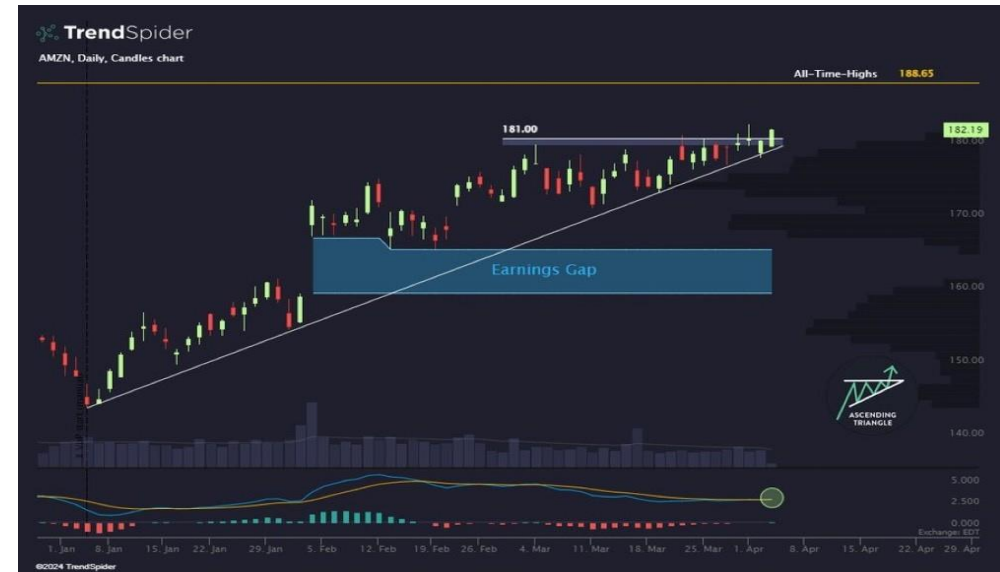 TrendSpider
AMZN, Daily, Candles chart
All-Time-Highs 188.65
181.00
182.19
180.00
170.00
Earnings Gap
160.00
150.00
ASCENDING
TRIANGLE
140.00
5.000
2.500
0.000
Exchange: EDT
1. Jan 8. Jan 15. Jan 22. Jan 29. Jan 5. Feb 12. Feb 19. Feb 26. Feb 4. Mar 11. Mar 18. Mar 25. Mar 1. Apr 8. Apr 15. Apr 22. Apr 29. Apr
©2024 TrendSpider